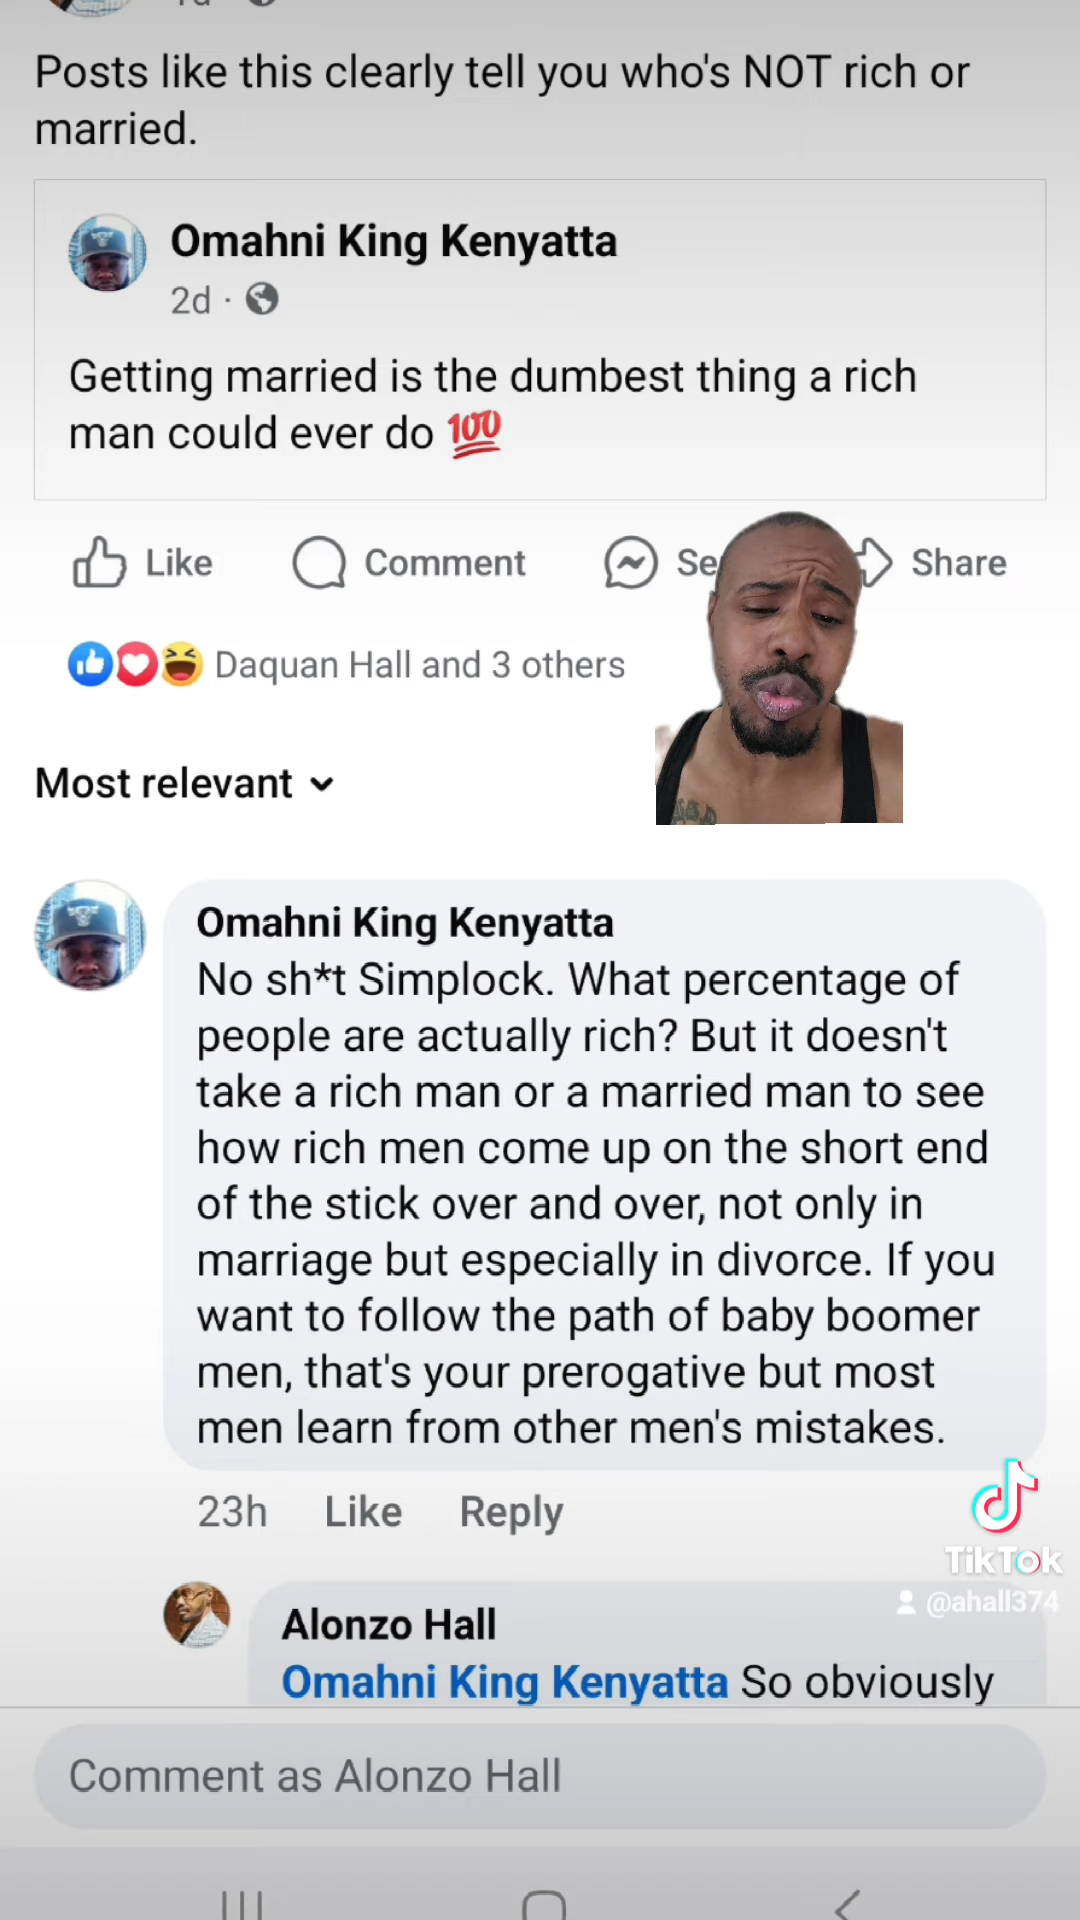 Posts like this clearly tell you who's NOT rich or
married.
Omahni King Kenyatta
2d ·
Getting married is the dumbest thing a rich
man could ever do 💯
Like Comment Share
Daquan Hall and 3 others
Most relevant
Omahni King Kenyatta
No sh*t Simplock. What percentage of
people are actually rich? But it doesn't
take a rich man or a married man to see
how rich men come up on the short end
of the stick over and over, not only in
marriage but especially in divorce. If you
want to follow the path of baby boomer
men, that's your prerogative but most
men learn from other men's mistakes.
23h Like Reply
TikTok
@ahall374
Alonzo Hall
Omahni King Kenyatta So obviously
Comment as Alonzo Hall